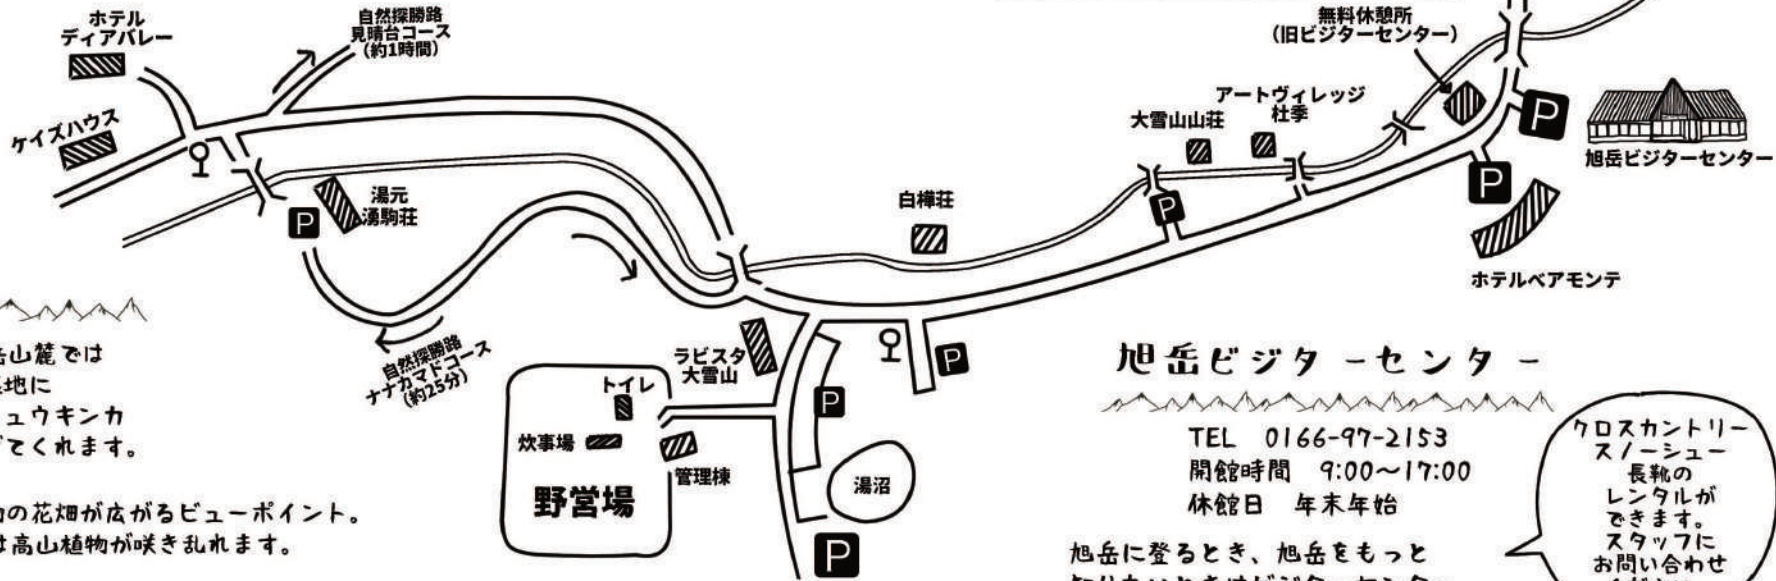 ホテル
ディアバレー
自然探勝路
見晴台コース
(約1時間)
ケイズハウス
湯元
湧駒荘
P
自然探勝路
ナナカマドコース
(約25分)
ラビスタ
大雪山
トイレ
炊事場
管理棟
野営場
P
湯沼
P
P
白樺荘
大雪山山荘
アートヴィレッジ
杜季
P
無料休憩所
(旧ビジターセンター)
P
旭岳ビジターセンター
P
ホテルベアモンテ
岳山麓では
地に
ュウキンカ
てくれます。
の花畑が広がるビューポイント。
は高山植物が咲き乱れます。
旭岳ビジターセンター
TEL 0166-97-2153
開館時間 9:00～17:00
休館日 年末年始
旭岳に登るとき、旭岳をもっと
クロスカントリー
スノーシュー
長靴の
レンタルが
できます。
スタッフに
お問い合わせ